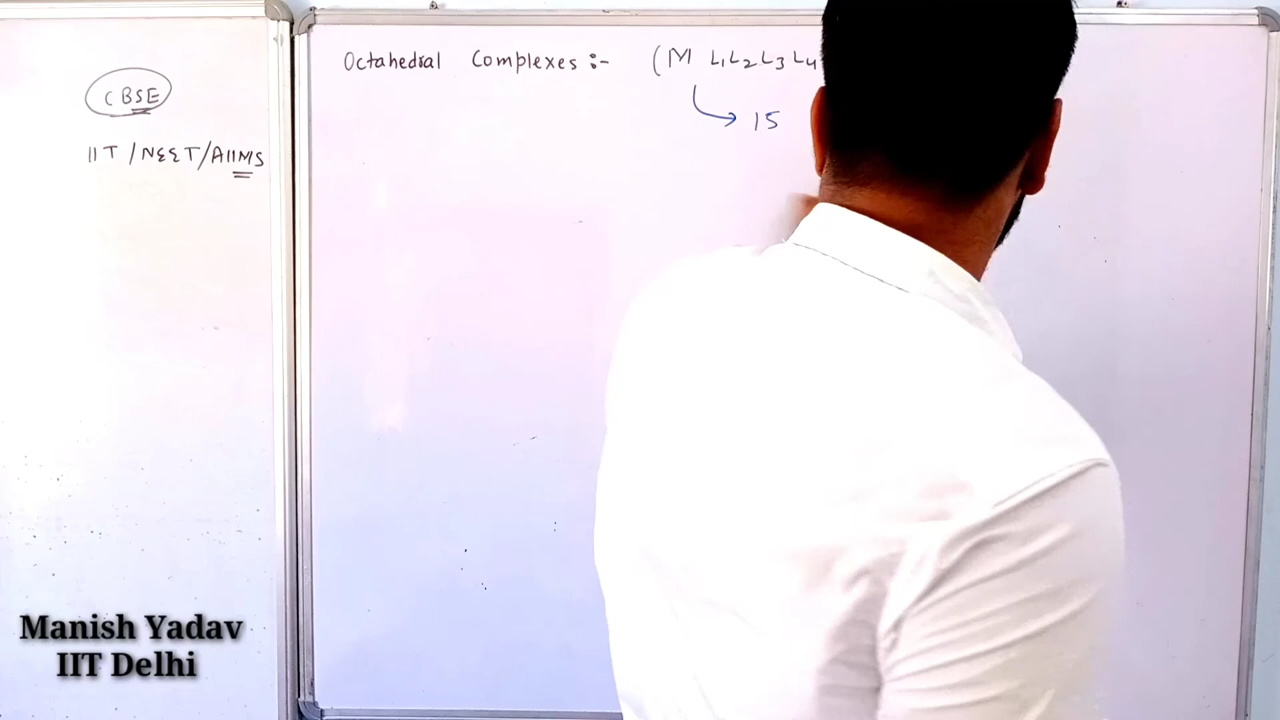 Octahedral Complexes :- (M L₁L₂L₃L₄
CBSE
15
IIT / NEET/AIIMS
Manish Yadav
IIT Delhi